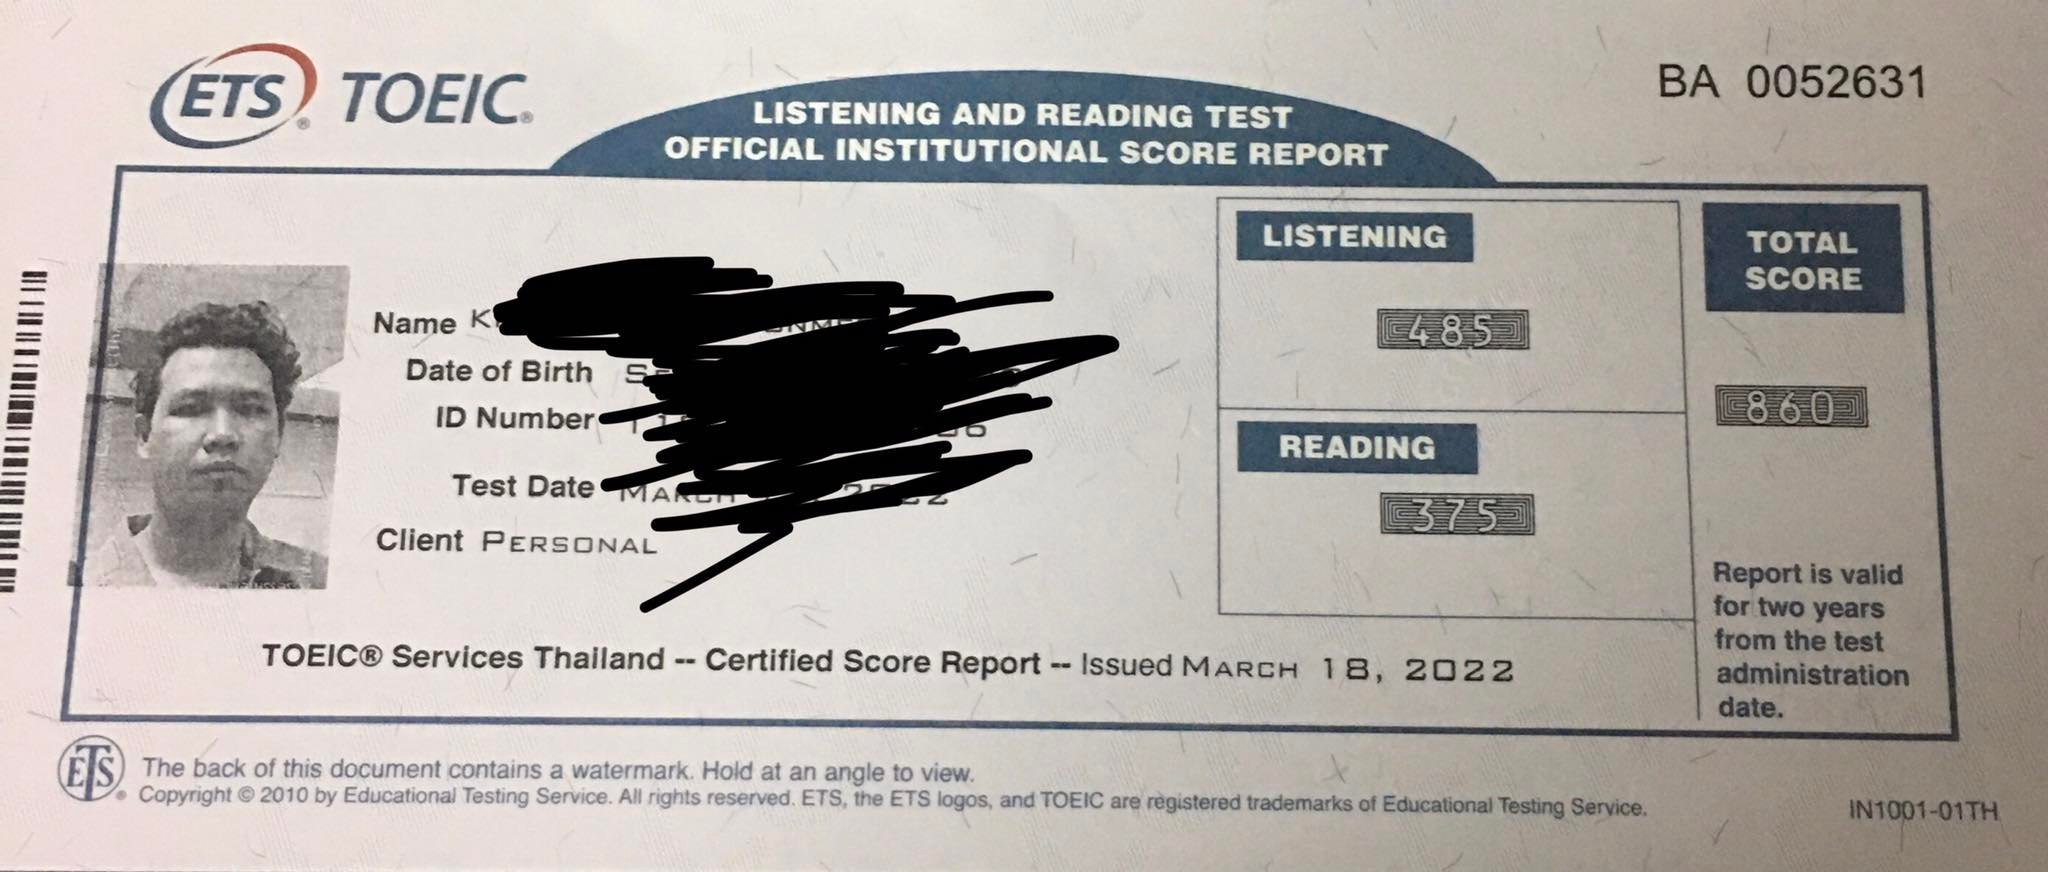 ETS® TOEIC®
LISTENING AND READING TEST
OFFICIAL INSTITUTIONAL SCORE REPORT
BA 0052631
Name
Date of Birth
ID Number
Test Date MARCH 2022
Client PERSONAL
LISTENING
485
READING
375
TOTAL
SCORE
860
Report is valid
for two years
from the test
administration
date.
TOEIC® Services Thailand -- Certified Score Report -- Issued MARCH 18, 2022
ETS® The back of this document contains a watermark. Hold at an angle to view.
Copyright © 2010 by Educational Testing Service. All rights reserved. ETS, the ETS logos, and TOEIC are registered trademarks of Educational Testing Service.
IN1001-01TH